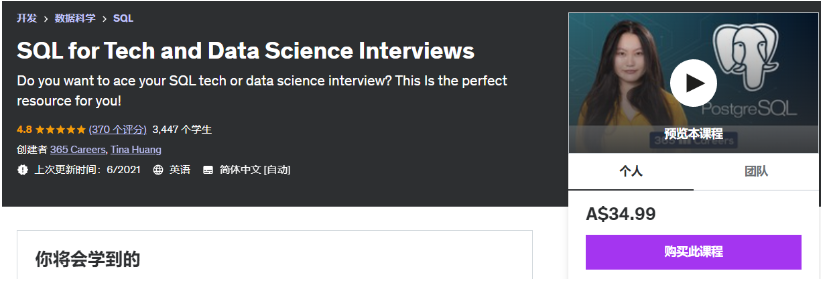 开发 > 数据科学 > SQL
SQL for Tech and Data Science Interviews
Do you want to ace your SQL tech or data science interview? This Is the perfect
resource for you!
4.8 ★★★★★ (370 个评分) 3,447 个学生
创建者 365 Careers, Tina Huang
上次更新时间：6/2021 英语 简体中文 [自动]
PostgreSQL
预览本课程
365 Careers
个人 团队
A$34.99
购买此课程
你将会学到的